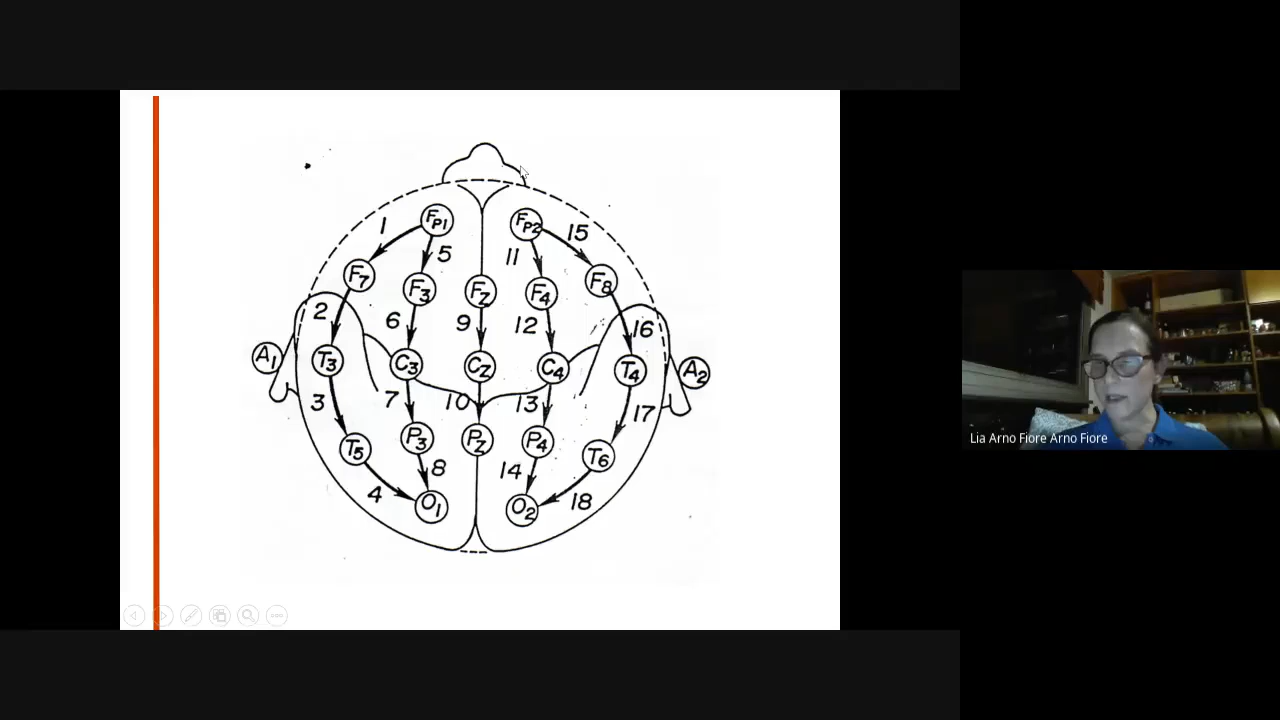 FP1 FP2
1 5 11 15
F7 F3 FZ F4 F8
2 6 9 12 16
A1 T3 C3 CZ C4 T4 A2
3 7 10 13 17
T5 P3 PZ P4 T6
4 8 14 18
O1 O2
Lia Arno Fiore Arno Fiore